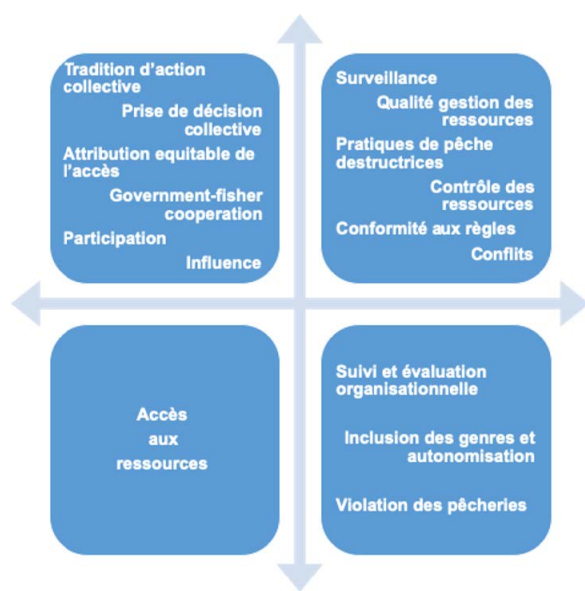 Tradition d'action
collective
Prise de décision
collective
Attribution equitable de
l'accès
Government-fisher
cooperation
Participation
Influence
Surveillance
Qualité gestion des
ressources
Pratiques de pêche
destructrices
Contrôle des
ressources
Conformité aux règles
Conflits
Accès
aux
ressources
Suivi et évaluation
organisationnelle
Inclusion des genres et
autonomisation
Violation des pêcheries